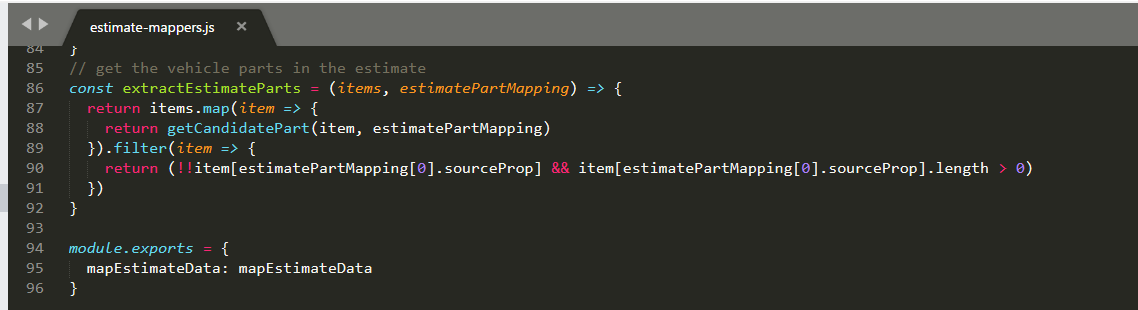 estimate-mappers.js ×
84 }
85 // get the vehicle parts in the estimate
86 const extractEstimateParts = (items, estimatePartMapping) => {
87   return items.map(item => {
88     return getCandidatePart(item, estimatePartMapping)
89   }).filter(item => {
90     return (!!item[estimatePartMapping[0].sourceProp] && item[estimatePartMapping[0].sourceProp].length > 0)
91   })
92 }
93
94 module.exports = {
95   mapEstimateData: mapEstimateData
96 }